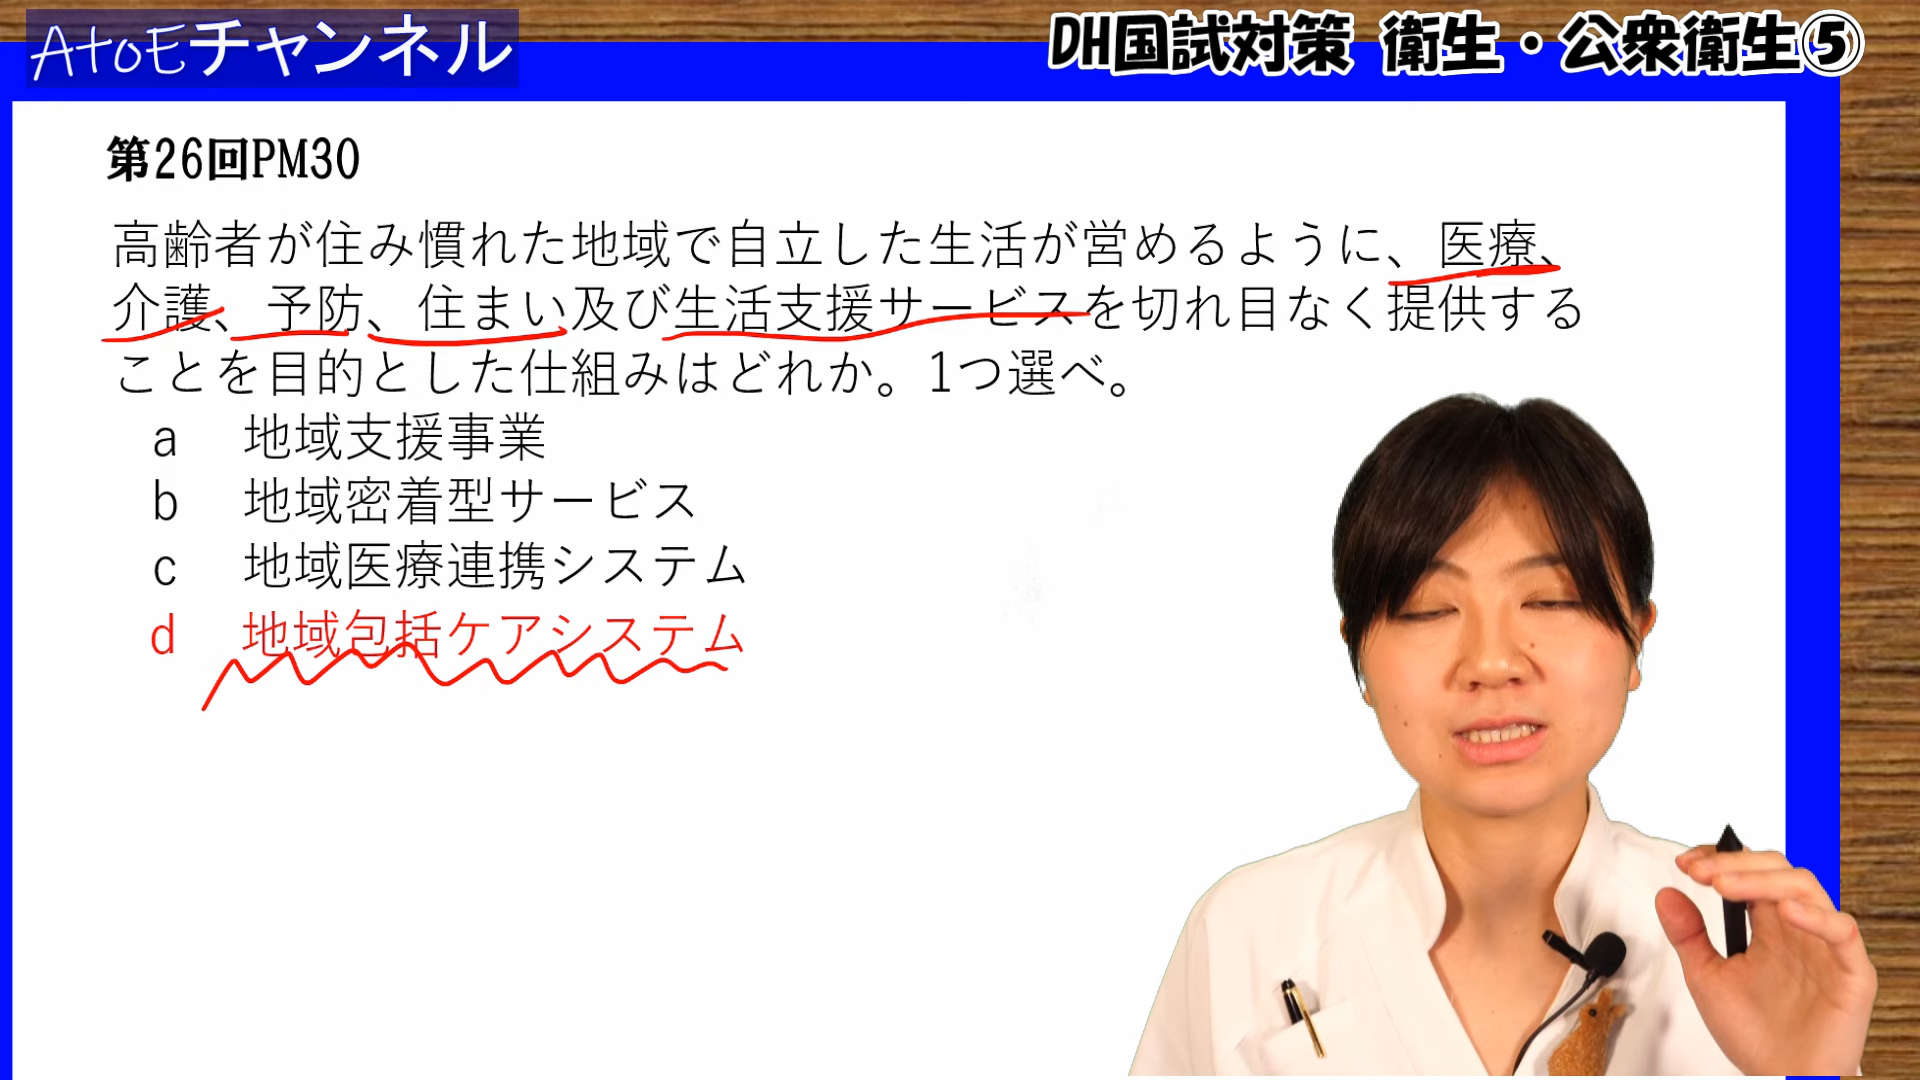 AtoEチャンネル
DH国試対策 衛生・公衆衛生⑤
第26回PM30
高齢者が住み慣れた地域で自立した生活が営めるように、医療、
介護、予防、住まい及び生活支援サービスを切れ目なく提供する
ことを目的とした仕組みはどれか。1つ選べ。
a 地域支援事業
b 地域密着型サービス
c 地域医療連携システム
d 地域包括ケアシステム